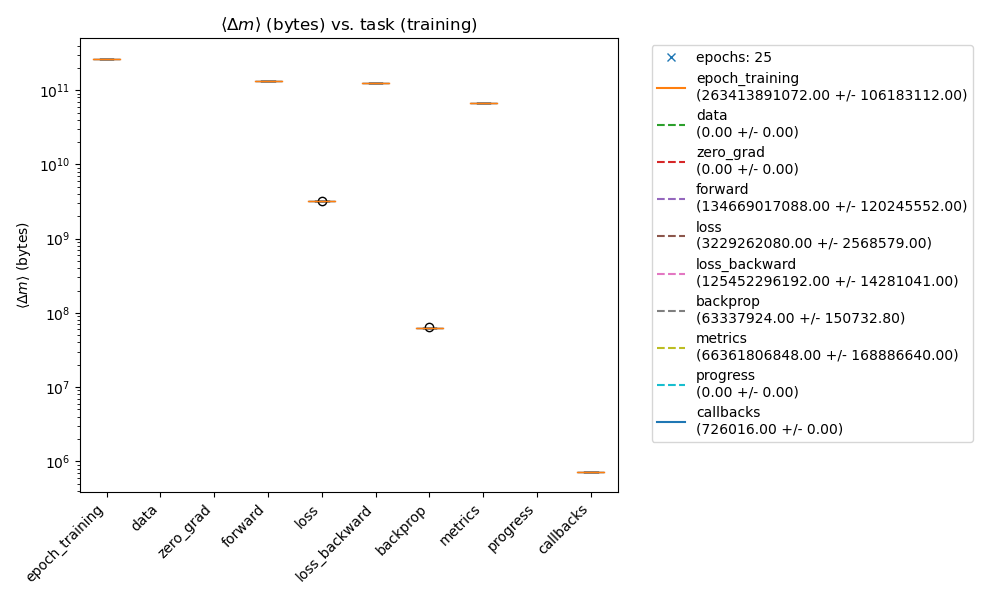 ⟨Δm⟩ (bytes) vs. task (training)
⟨Δm⟩ (bytes)
10¹¹
10¹⁰
10⁹
10⁸
10⁷
10⁶
epoch_training
data
zero_grad
forward
loss
loss_backward
backprop
metrics
progress
callbacks
epochs: 25
epoch_training
(263413891072.00 +/- 106183112.00)
data
(0.00 +/- 0.00)
zero_grad
(0.00 +/- 0.00)
forward
(134669017088.00 +/- 120245552.00)
loss
(3229262080.00 +/- 2568579.00)
loss_backward
(125452296192.00 +/- 14281041.00)
backprop
(63337924.00 +/- 150732.80)
metrics
(66361806848.00 +/- 168886640.00)
progress
(0.00 +/- 0.00)
callbacks
(726016.00 +/- 0.00)